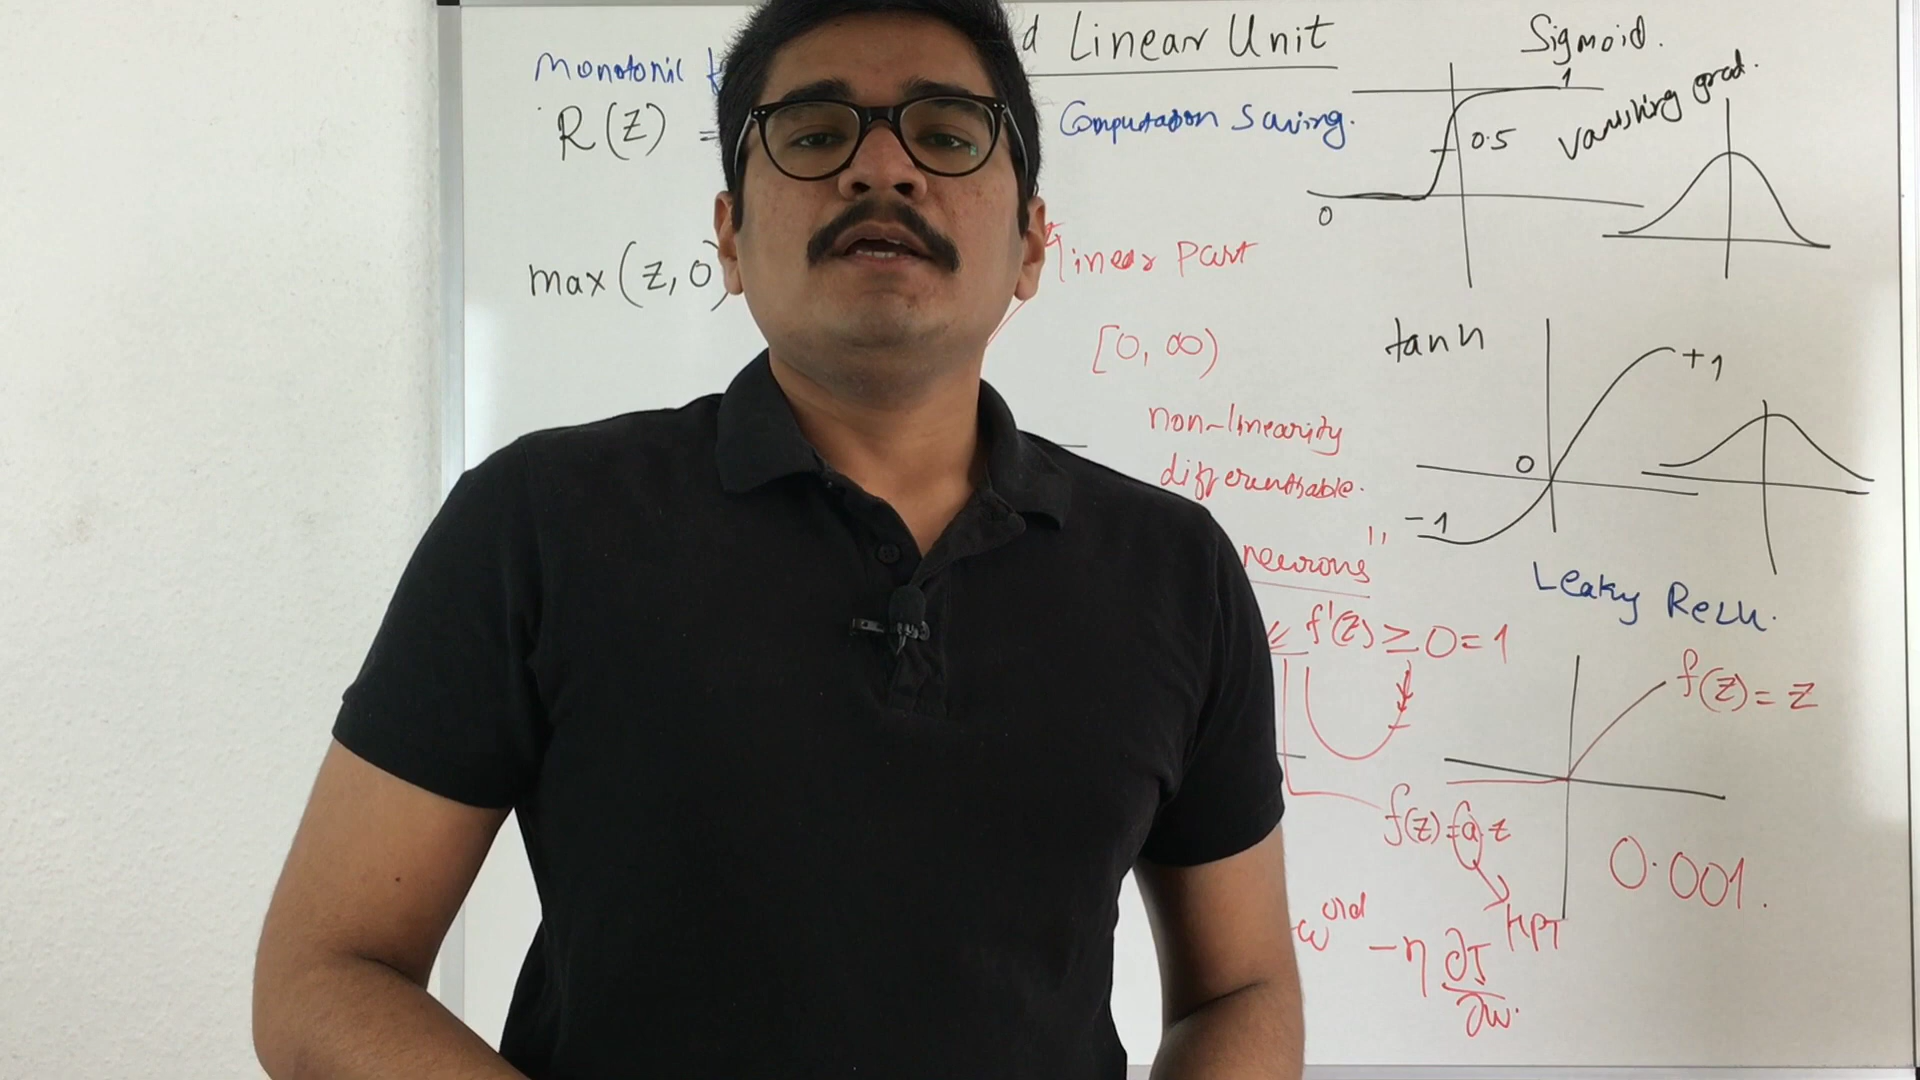 d Linear Unit
Monotonic f
R(Z) =
Computation Saving.
max(z,0)
linear part
[0, ∞)
non-linearity
differentiable.
neurons"
f'(z) ≥ 0 = 1
f(z) = a z
HPT
w^old - η ∂J/∂w.
Sigmoid.
1
0.5
0
vanishing grad.
tanh
+1
0
-1
Leaky ReLu.
f(z) = z
0.001.